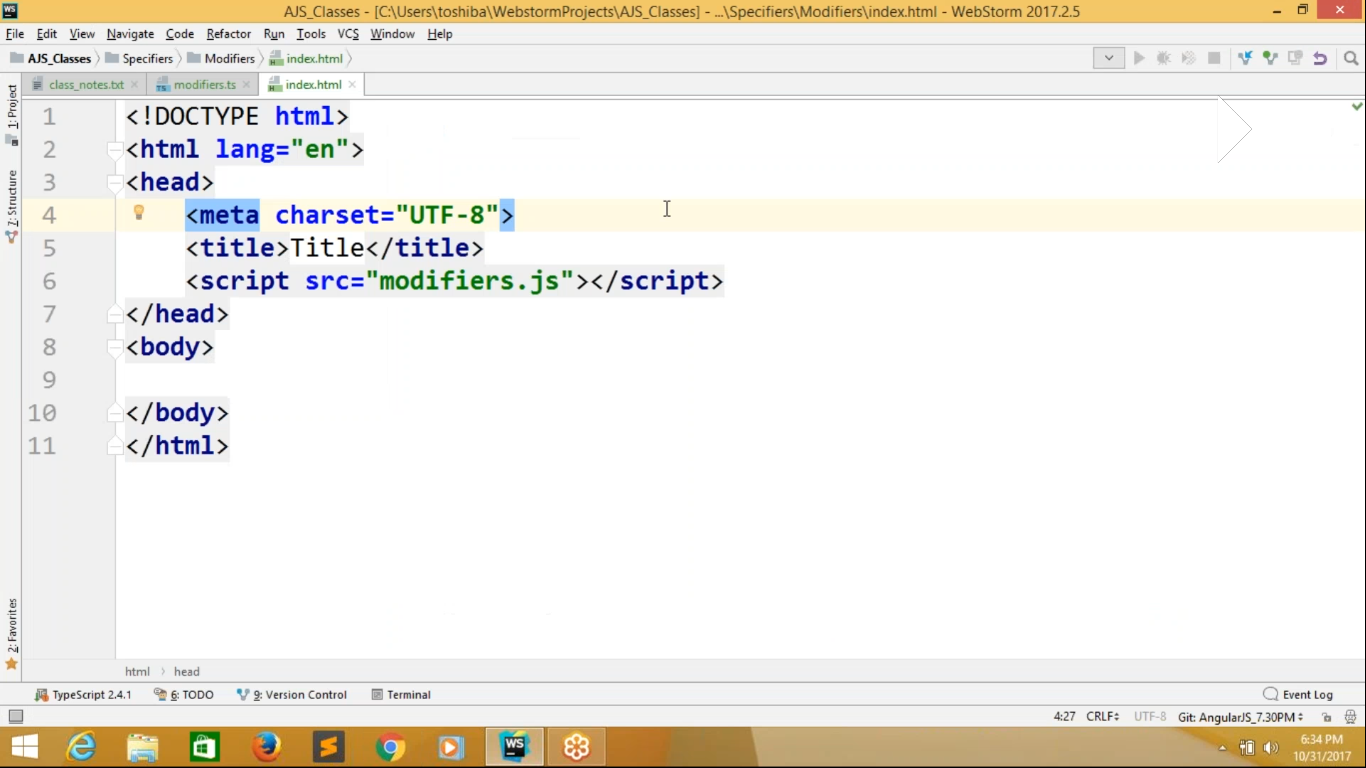 WS AJS_Classes - [C:\Users\toshiba\WebstormProjects\AJS_Classes] - ...\Specifiers\Modifiers\index.html - WebStorm 2017.2.5
File Edit View Navigate Code Refactor Run Tools VCS Window Help
AJS_Classes Specifiers Modifiers index.html
class_notes.txt modifiers.ts index.html
1: Project
Z: Structure
2: Favorites
1 <!DOCTYPE html>
2 <html lang="en">
3 <head>
4 <meta charset="UTF-8">
5 <title>Title</title>
6 <script src="modifiers.js"></script>
7 </head>
8 <body>
9
10 </body>
11 </html>
html head
TypeScript 2.4.1 6: TODO 9: Version Control Terminal Event Log
4:27 CRLF UTF-8 Git: AngularJS_7.30PM
WS 6:34 PM
10/31/2017